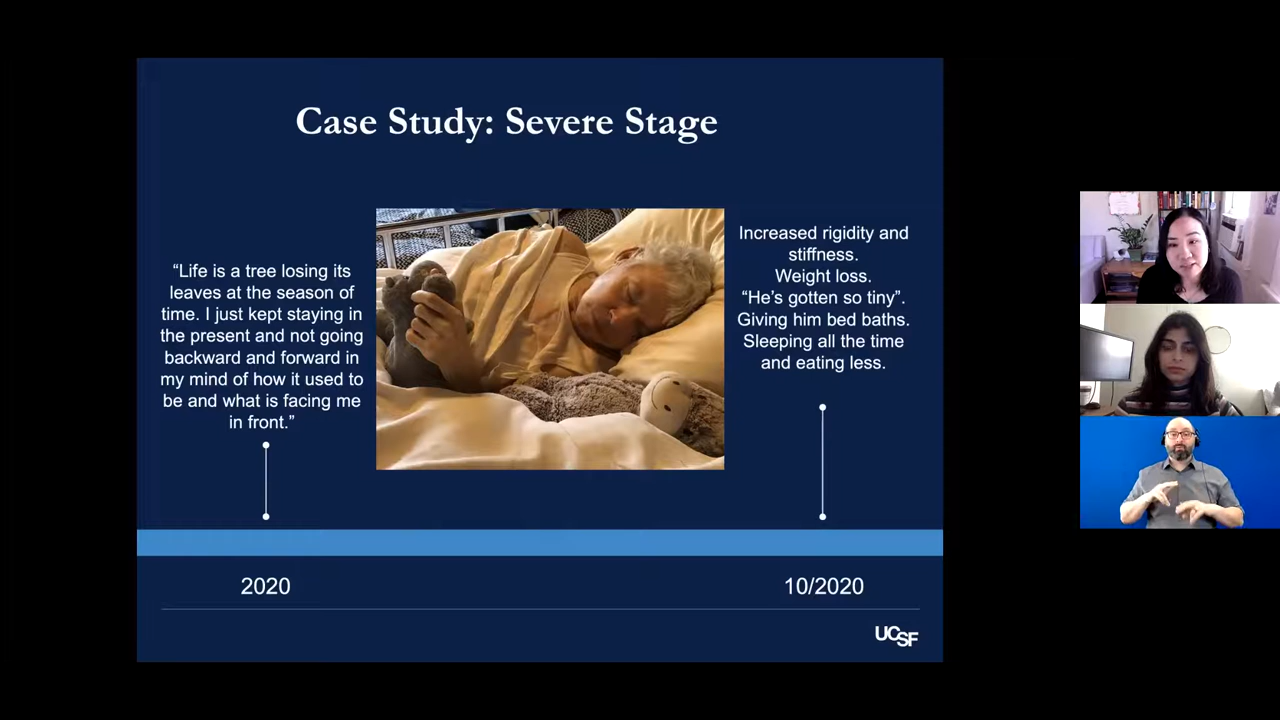 Case Study: Severe Stage
“Life is a tree losing its
leaves at the season of
time. I just kept staying in
the present and not going
backward and forward in
my mind of how it used to
be and what is facing me
in front.”
Increased rigidity and
stiffness.
Weight loss.
“He’s gotten so tiny”.
Giving him bed baths.
Sleeping all the time
and eating less.
2020
10/2020
UCSF